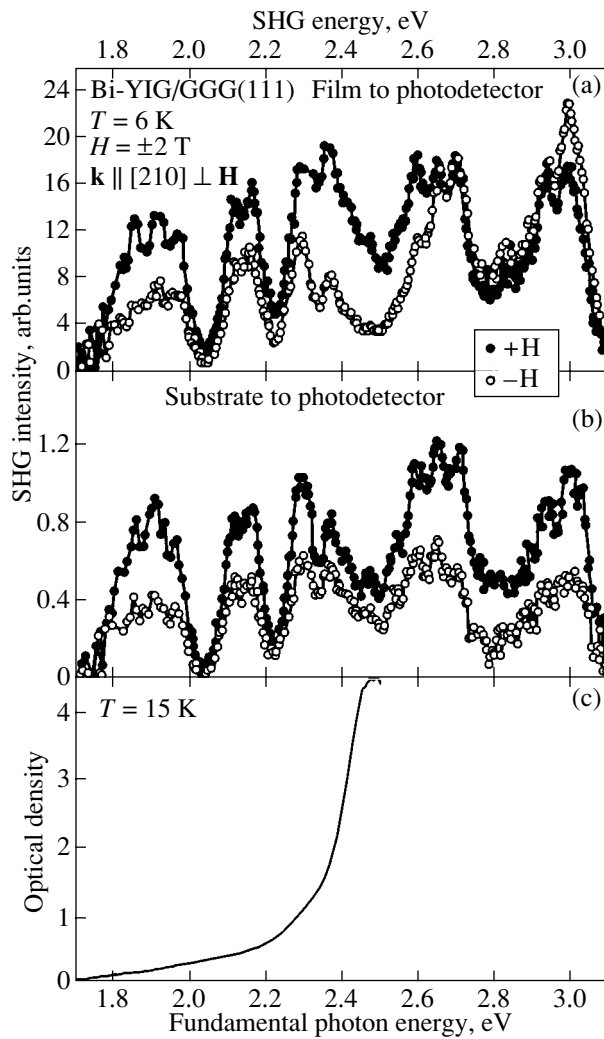 SHG energy, eV
1.8 2.0 2.2 2.4 2.6 2.8 3.0
24
20
16
12
8
4
0
Bi-YIG/GGG(111) Film to photodetector (a)
T = 6 K
H = ±2 T
k || [210] ⊥ H
+H
−H
SHG intensity, arb.units
Substrate to photodetector (b)
1.2
0.8
0.4
0
T = 15 K (c)
4
3
2
1
0
Optical density
1.8 2.0 2.2 2.4 2.6 2.8 3.0
Fundamental photon energy, eV